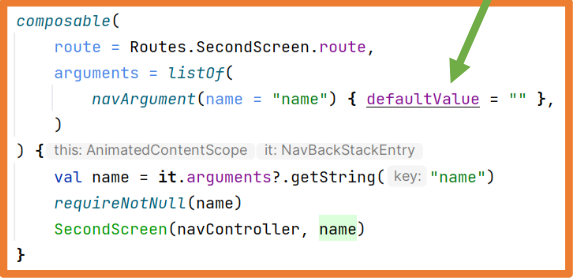 composable(
route = Routes.SecondScreen.route,
arguments = listOf(
navArgument(name = "name") { defaultValue = "" },
)
) { this: AnimatedContentScope it: NavBackStackEntry
val name = it.arguments?.getString( key: "name")
requireNotNull(name)
SecondScreen(navController, name)
}